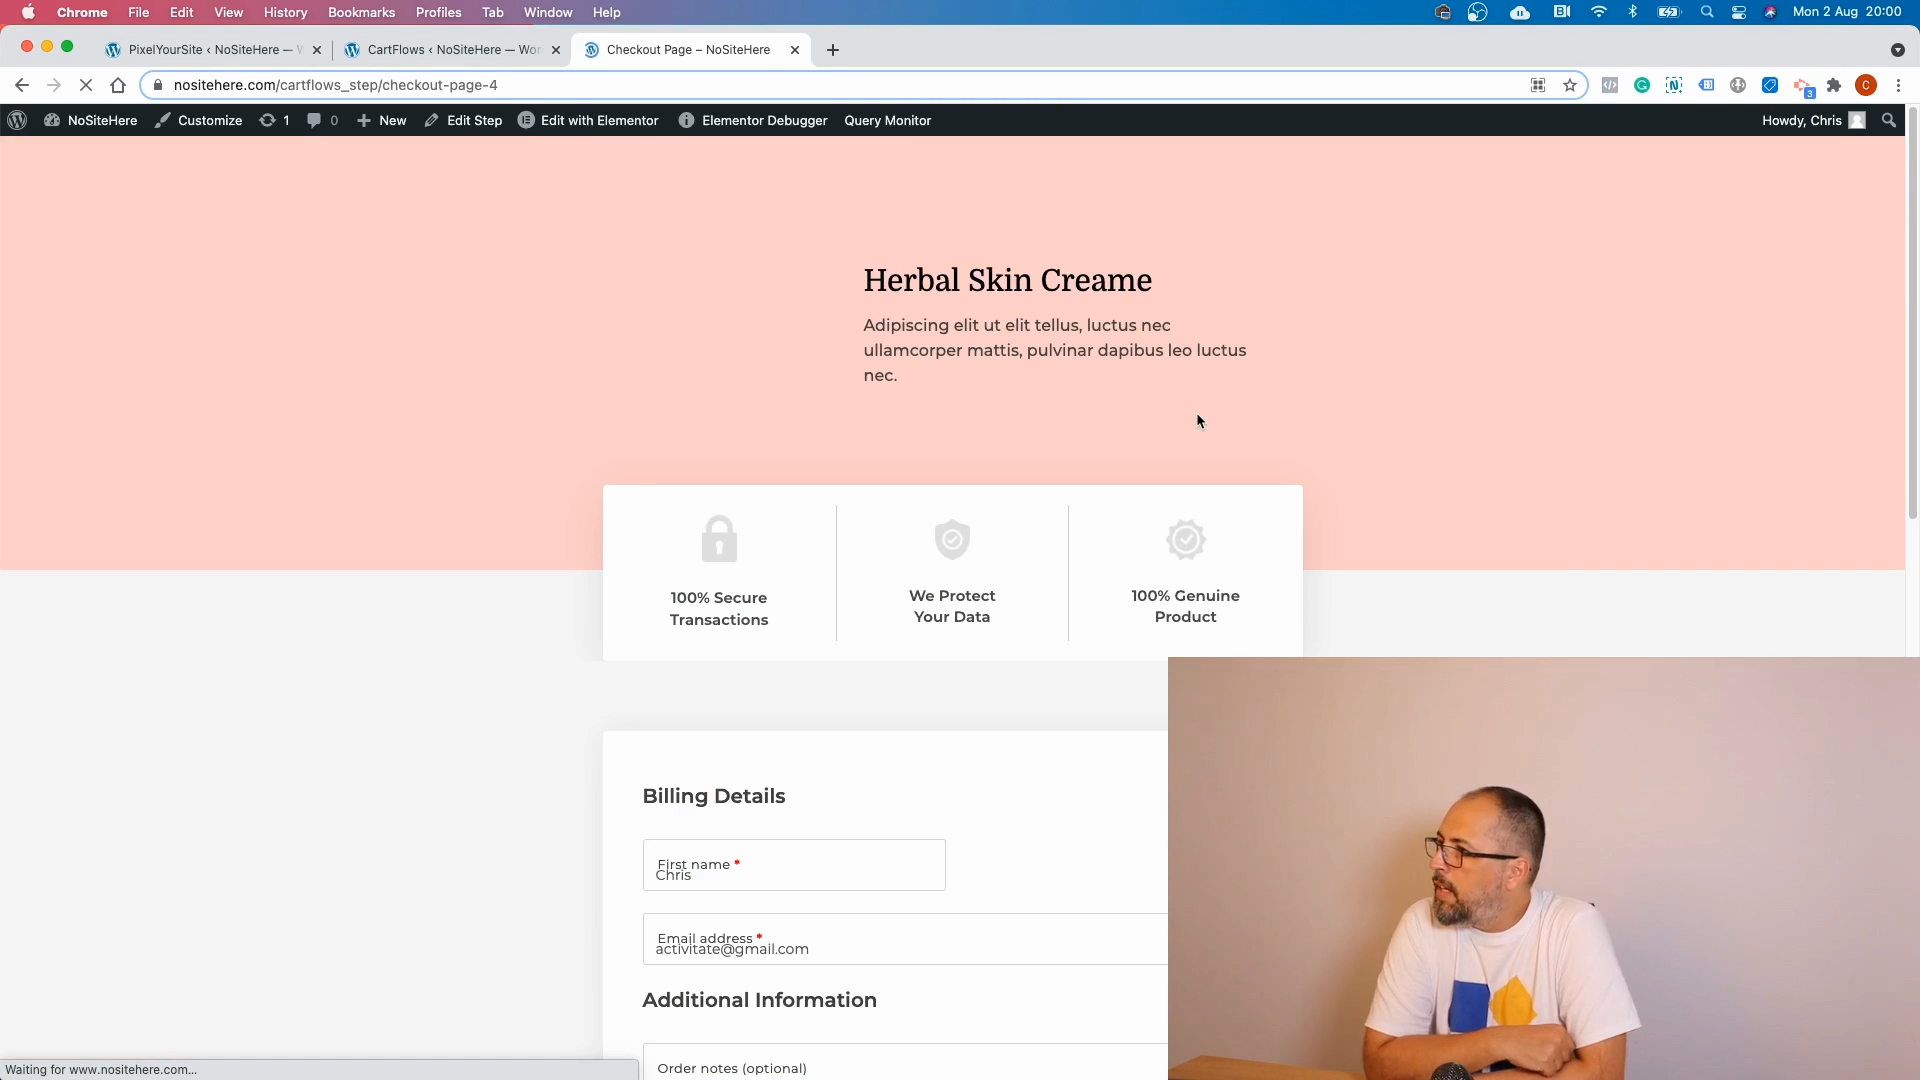 Chrome File Edit View History Bookmarks Profiles Tab Window Help Mon 2 Aug 20:00
PixelYourSite ‹ NoSiteHere — W CartFlows ‹ NoSiteHere — Wor Checkout Page – NoSiteHere
nositehere.com/cartflows_step/checkout-page-4 3 C
NoSiteHere Customize 1 0 New Edit Step Edit with Elementor Elementor Debugger Query Monitor Howdy, Chris
Herbal Skin Creame
Adipiscing elit ut elit tellus, luctus nec
ullamcorper mattis, pulvinar dapibus leo luctus
nec.
100% Secure
Transactions
We Protect
Your Data
100% Genuine
Product
Billing Details
First name *
Chris
Email address *
activitate@gmail.com
Additional Information
Order notes (optional)
Waiting for www.nositehere.com...